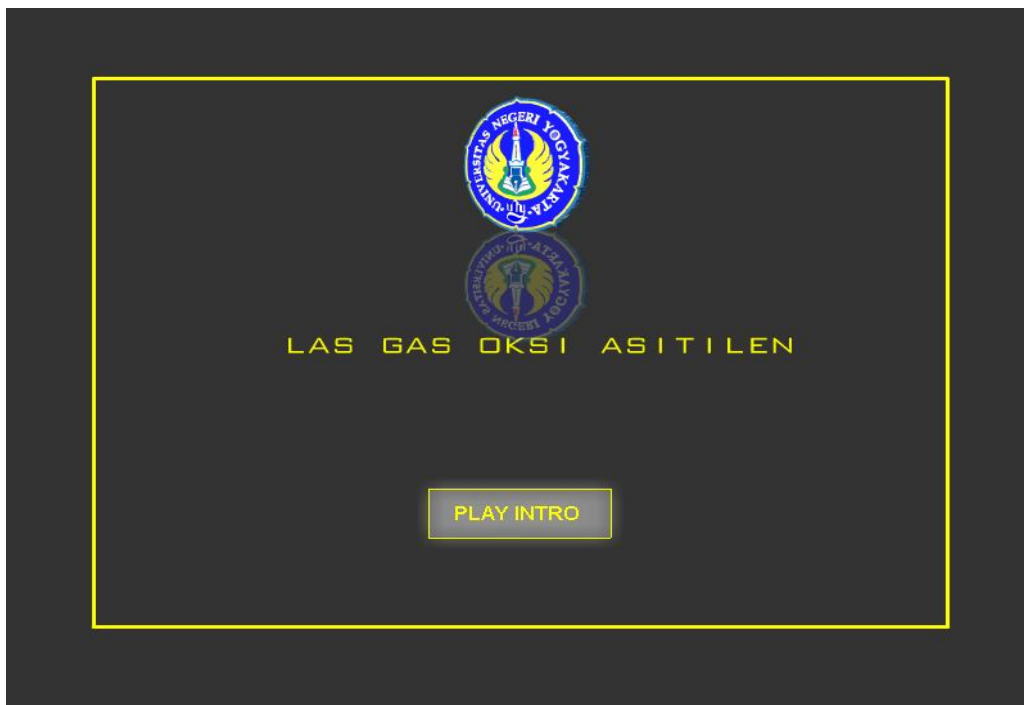 UNIVERSITAS NEGERI YOGYAKARTA
LAS GAS OKSI ASITILEN
PLAY INTRO